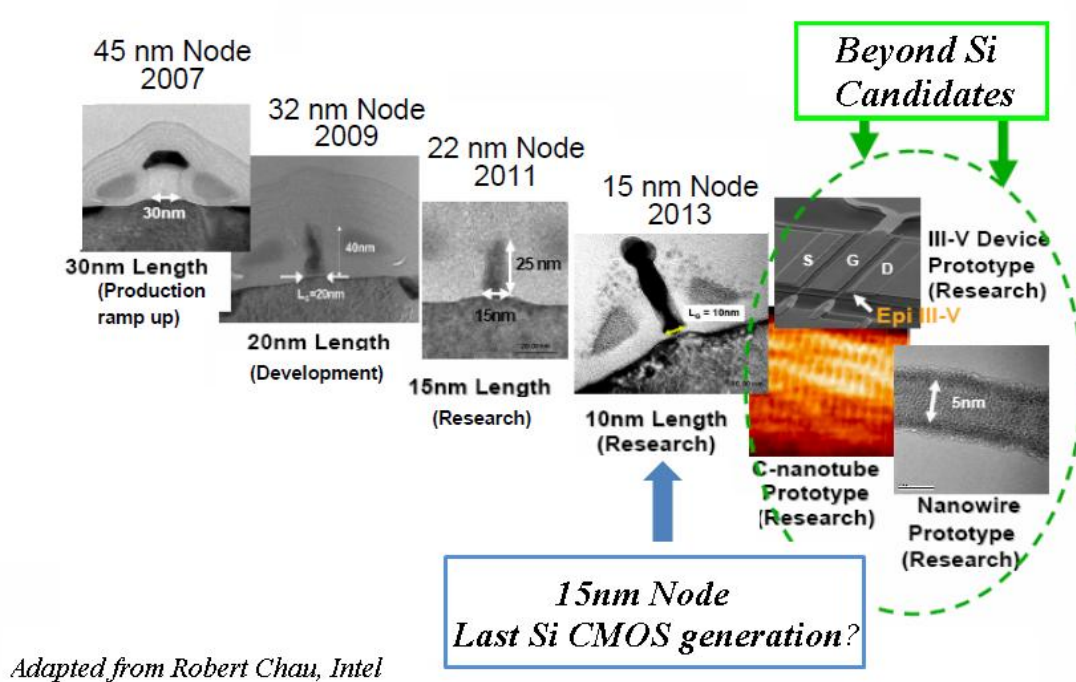 45 nm Node
2007
30nm
30nm Length
(Production
ramp up)
32 nm Node
2009
40nm
LG=20nm
20nm Length
(Development)
22 nm Node
2011
25 nm
15nm
15nm Length
(Research)
15 nm Node
2013
LG = 10nm
10nm Length
(Research)
Beyond Si
Candidates
S G D
Epi III-V
III-V Device
Prototype
(Research)
C-nanotube
Prototype
(Research)
5nm
Nanowire
Prototype
(Research)
15nm Node
Last Si CMOS generation?
Adapted from Robert Chau, Intel